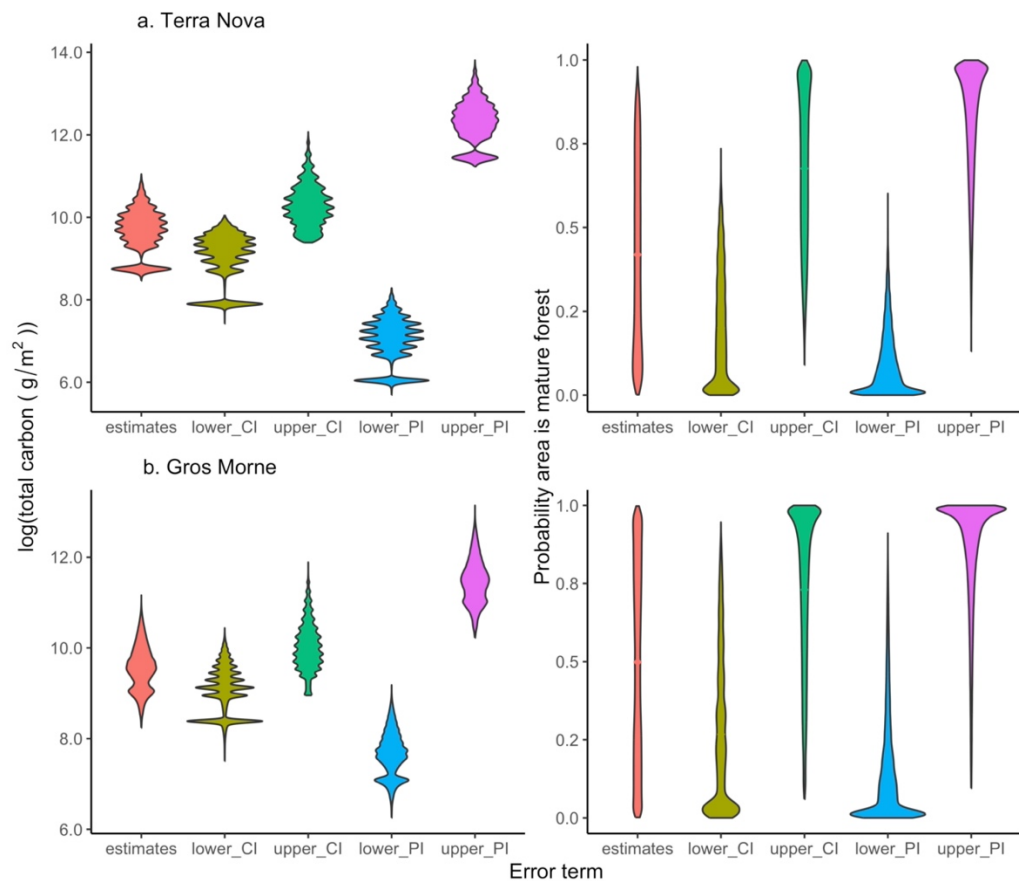 a. Terra Nova
log(total carbon ( g/m² ))
14.0
12.0
10.0
8.0
6.0
estimates lower_CI upper_CI lower_PI upper_PI
Probability area is mature forest
1.0
0.8
0.5
0.2
0.0
estimates lower_CI upper_CI lower_PI upper_PI
b. Gros Morne
12.0
10.0
8.0
6.0
estimates lower_CI upper_CI lower_PI upper_PI
1.0
0.8
0.5
0.2
0.0
estimates lower_CI upper_CI lower_PI upper_PI
Error term